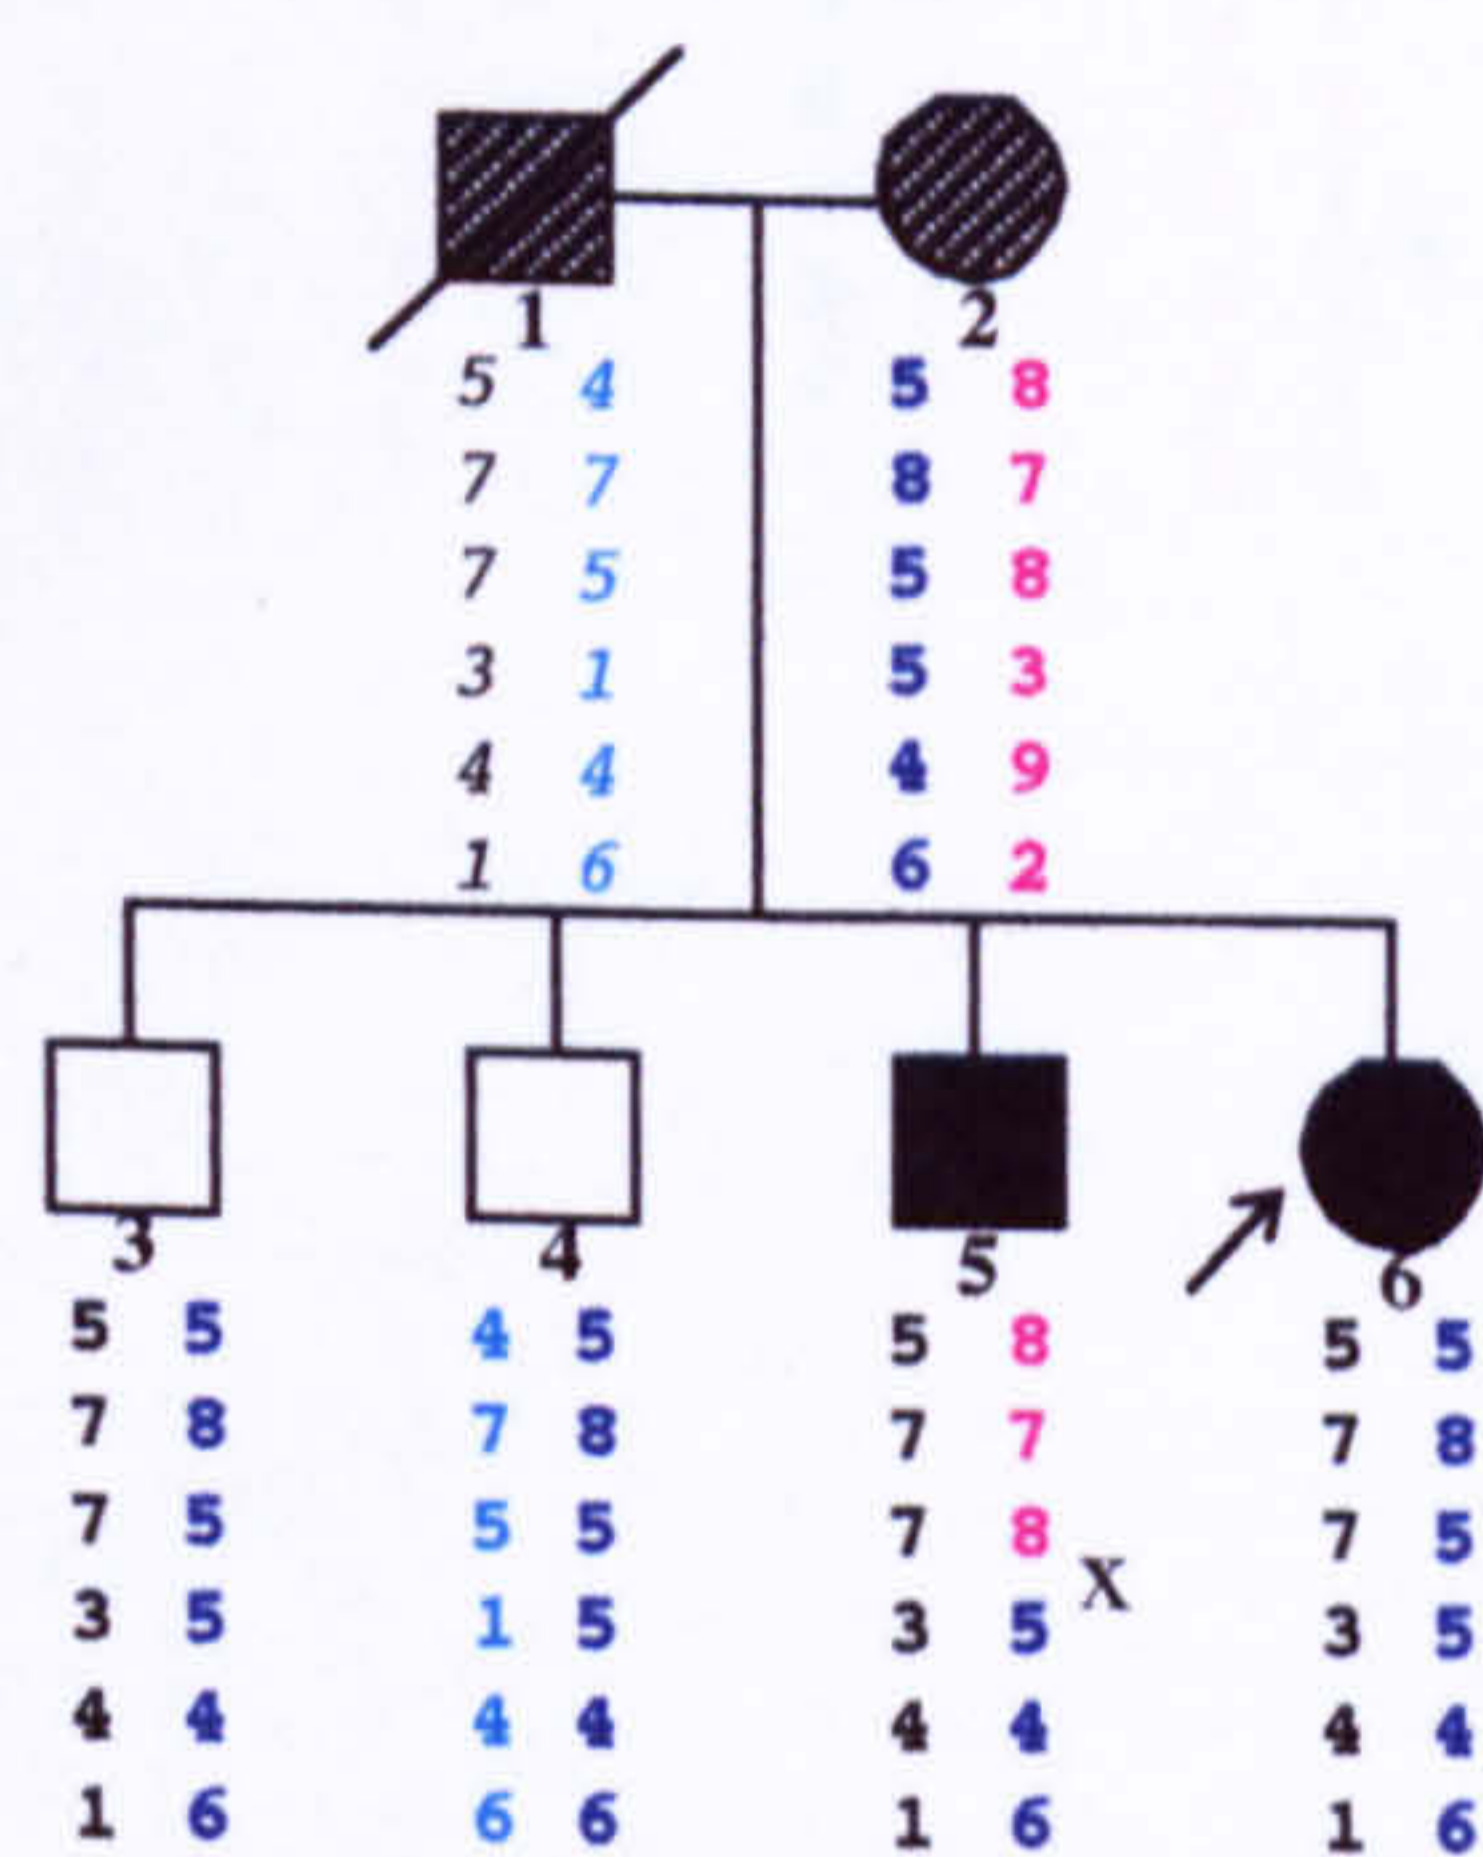 1 2
5 4 5 8
7 7 8 7
7 5 5 8
3 1 5 3
4 4 4 9
1 6 6 2
3 4 5 6
5 5 4 5 5 8 5 5
7 8 7 8 7 7 7 8
7 5 5 5 7 8 7 5
X
3 5 1 5 3 5 3 5
4 4 4 4 4 4 4 4
1 6 6 6 1 6 1 6